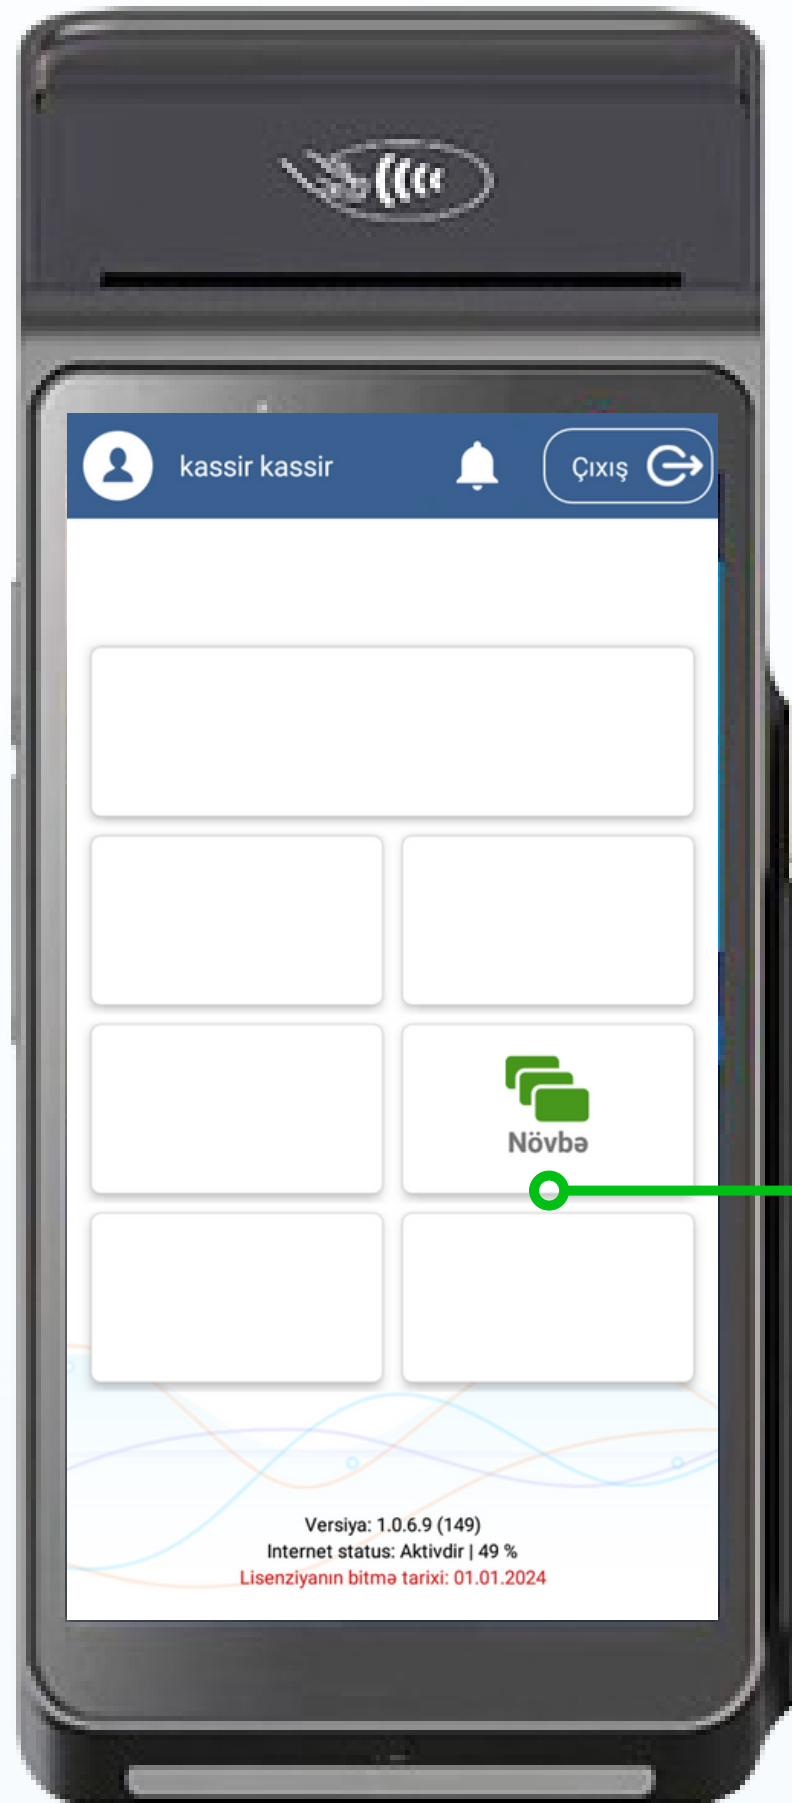 kassir kassir
Çıxış
Növbə
Versiya: 1.0.6.9 (149)
Internet status: Aktivdir | 49 %
Lisenziyanın bitmə tarixi: 01.01.2024